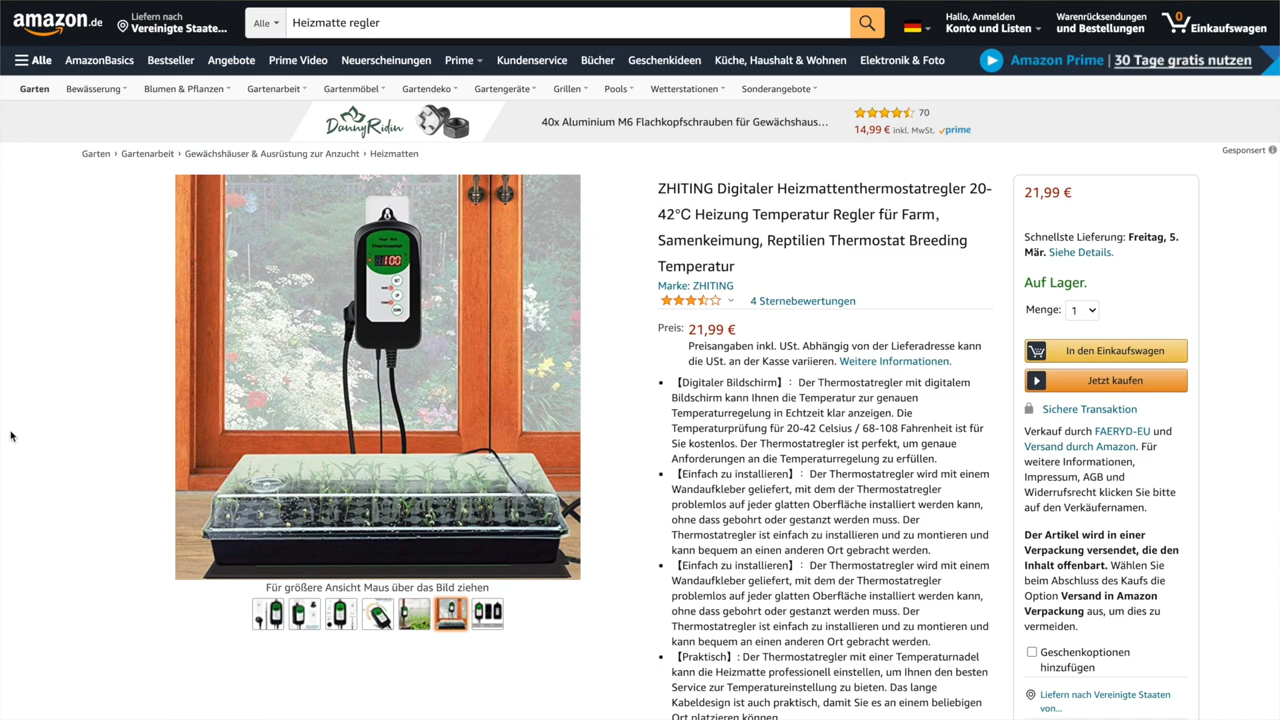 amazon.de
Liefern nach
Vereinigte Staate...
Alle
Heizmatte regler
Hallo, Anmelden
Konto und Listen
Warenrücksendungen
und Bestellungen
0
Einkaufswagen
Alle
AmazonBasics
Bestseller
Angebote
Prime Video
Neuerscheinungen
Prime
Kundenservice
Bücher
Geschenkideen
Küche, Haushalt & Wohnen
Elektronik & Foto
Amazon Prime | 30 Tage gratis nutzen
Garten
Bewässerung
Blumen & Pflanzen
Gartenarbeit
Gartenmöbel
Gartendeko
Gartengeräte
Grillen
Pools
Wetterstationen
Sonderangebote
DannyRidin
40x Aluminium M6 Flachkopfschrauben für Gewächshaus...
70
14,99 € inkl. MwSt. prime
Gesponsert
Garten › Gartenarbeit › Gewächshäuser & Ausrüstung zur Anzucht › Heizmatten
100
Für größere Ansicht Maus über das Bild ziehen
ZHITING Digitaler Heizmattenthermostatregler 20-
42℃ Heizung Temperatur Regler für Farm,
Samenkeimung, Reptilien Thermostat Breeding
Temperatur
Marke: ZHITING
4 Sternebewertungen
Preis: 21,99 €
Preisangaben inkl. USt. Abhängig von der Lieferadresse kann
die USt. an der Kasse variieren. Weitere Informationen.
• 【Digitaler Bildschirm】: Der Thermostatregler mit digitalem
Bildschirm kann Ihnen die Temperatur zur genauen
Temperaturregelung in Echtzeit klar anzeigen. Die
Temperaturprüfung für 20-42 Celsius / 68-108 Fahrenheit ist für
Sie kostenlos. Der Thermostatregler ist perfekt, um genaue
Anforderungen an die Temperaturregelung zu erfüllen.
• 【Einfach zu installieren】: Der Thermostatregler wird mit einem
Wandaufkleber geliefert, mit dem der Thermostatregler
problemlos auf jeder glatten Oberfläche installiert werden kann,
ohne dass gebohrt oder gestanzt werden muss. Der
Thermostatregler ist einfach zu installieren und zu montieren und
kann bequem an einen anderen Ort gebracht werden.
• 【Einfach zu installieren】: Der Thermostatregler wird mit einem
Wandaufkleber geliefert, mit dem der Thermostatregler
problemlos auf jeder glatten Oberfläche installiert werden kann,
ohne dass gebohrt oder gestanzt werden muss. Der
Thermostatregler ist einfach zu installieren und zu montieren und
kann bequem an einen anderen Ort gebracht werden.
• 【Praktisch】: Der Thermostatregler mit einer Temperaturnadel
kann die Heizmatte professionell einstellen, um Ihnen den besten
Service zur Temperatureinstellung zu bieten. Das lange
Kabeldesign ist auch praktisch, damit Sie es an einem beliebigen
Ort platzieren können.
21,99 €
Schnellste Lieferung: Freitag, 5.
Mär. Siehe Details.
Auf Lager.
Menge: 1
In den Einkaufswagen
Jetzt kaufen
Sichere Transaktion
Verkauf durch FAERYD-EU und
Versand durch Amazon. Für
weitere Informationen,
Impressum, AGB und
Widerrufsrecht klicken Sie bitte
auf den Verkäufernamen.
Der Artikel wird in einer
Verpackung versendet, die den
Inhalt offenbart. Wählen Sie
beim Abschluss des Kaufs die
Option Versand in Amazon
Verpackung aus, um dies zu
vermeiden.
Geschenkoptionen
hinzufügen
Liefern nach Vereinigte Staaten
von...